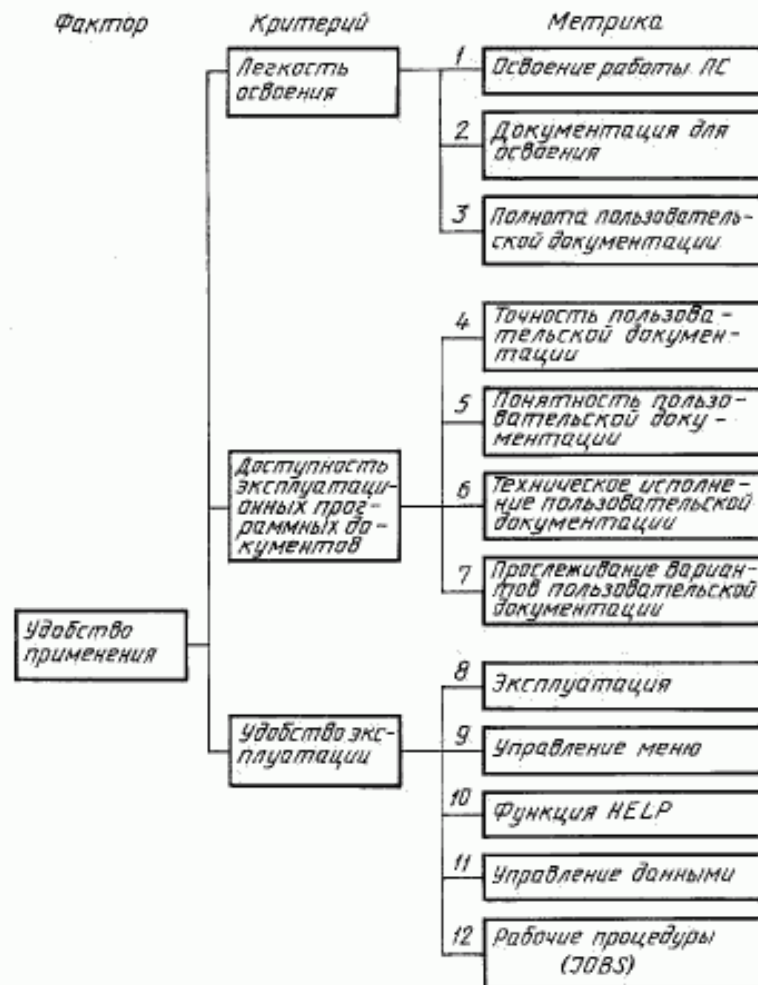 Фактор Критерий Метрика
Легкость
освоения
1
Освоение работы ПС
2
Документация для
освоения
3
Полнота пользователь-
ской документации
4
Точность пользова-
тельской докумен-
тации
5
Понятность пользо-
вательской доку-
ментации
Доступность
эксплуатаци-
онных прог-
раммных до-
кументов
6
Техническое исполне-
ние пользовательской
документации
7
Прослеживание вариан-
тов пользовательской
документации
Удобство
применения
8
Эксплуатация
Удобство экс-
плуатации
9
Управление меню
10
Функция HELP
11
Управление данными
12
Рабочие процедуры
(JOBS)